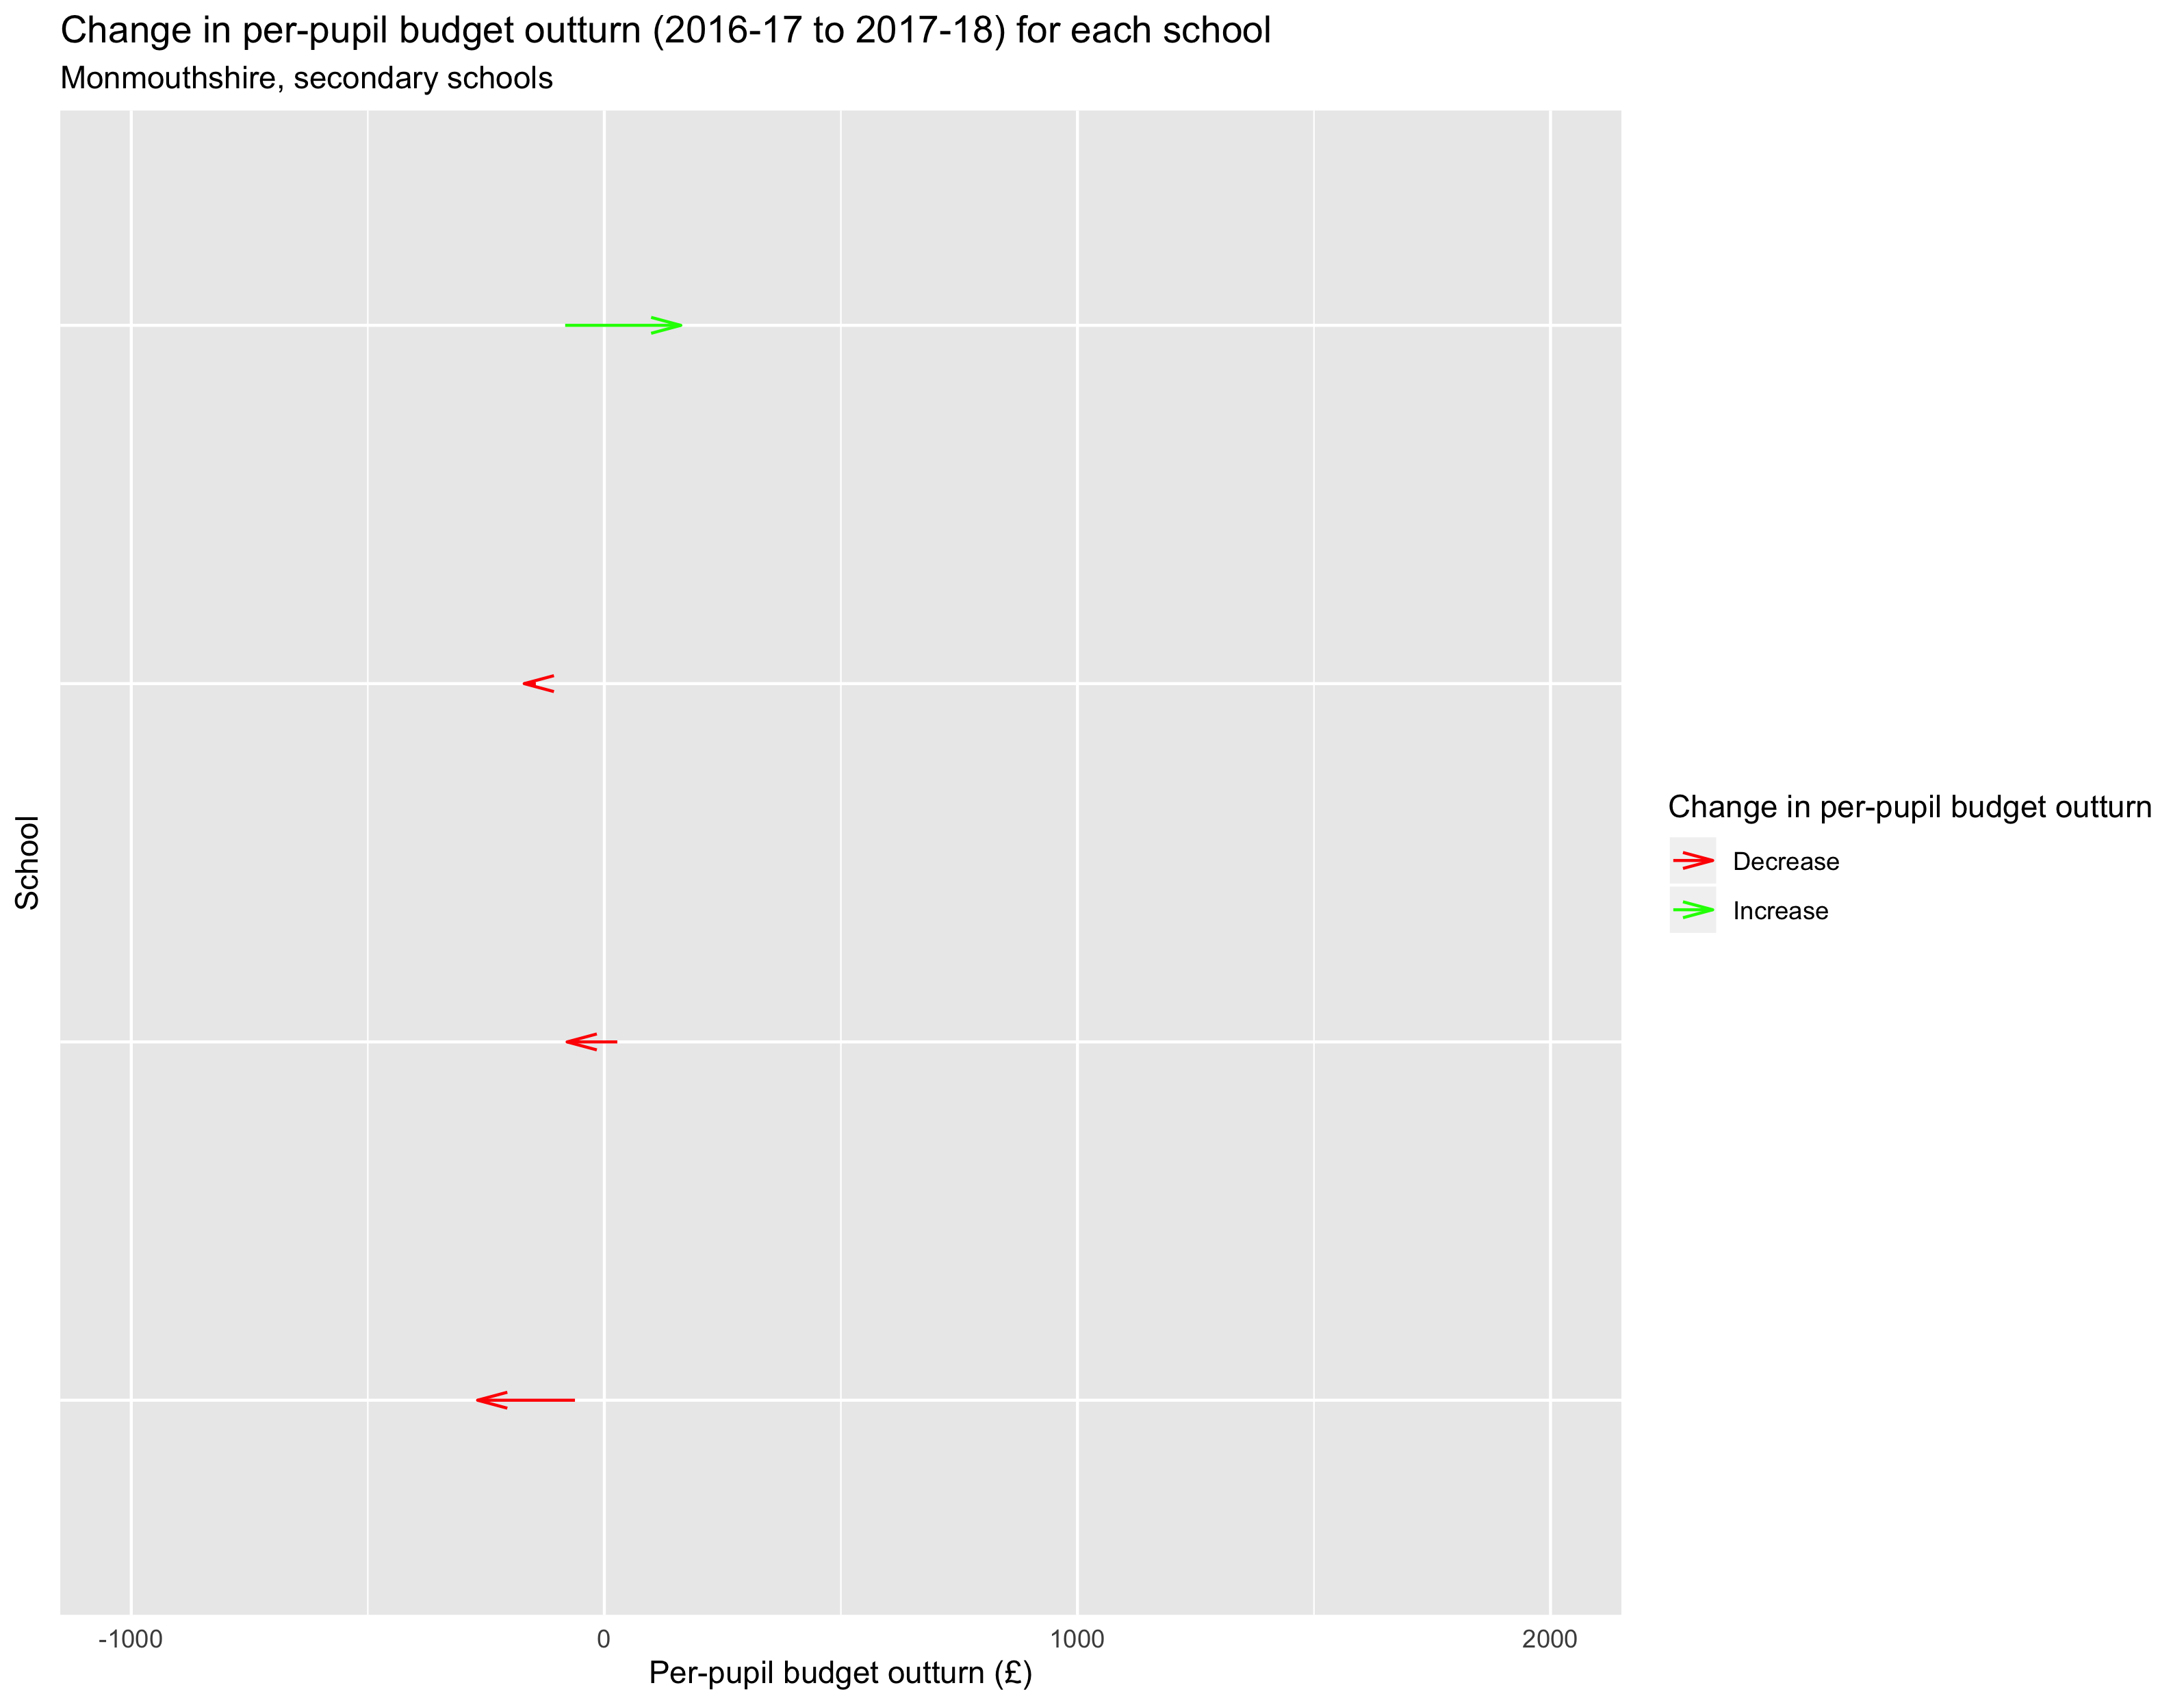 Change in per-pupil budget outturn (2016-17 to 2017-18) for each school
Monmouthshire, secondary schools
School
Change in per-pupil budget outturn
Decrease
Increase
-1000
0
1000
2000
Per-pupil budget outturn (£)